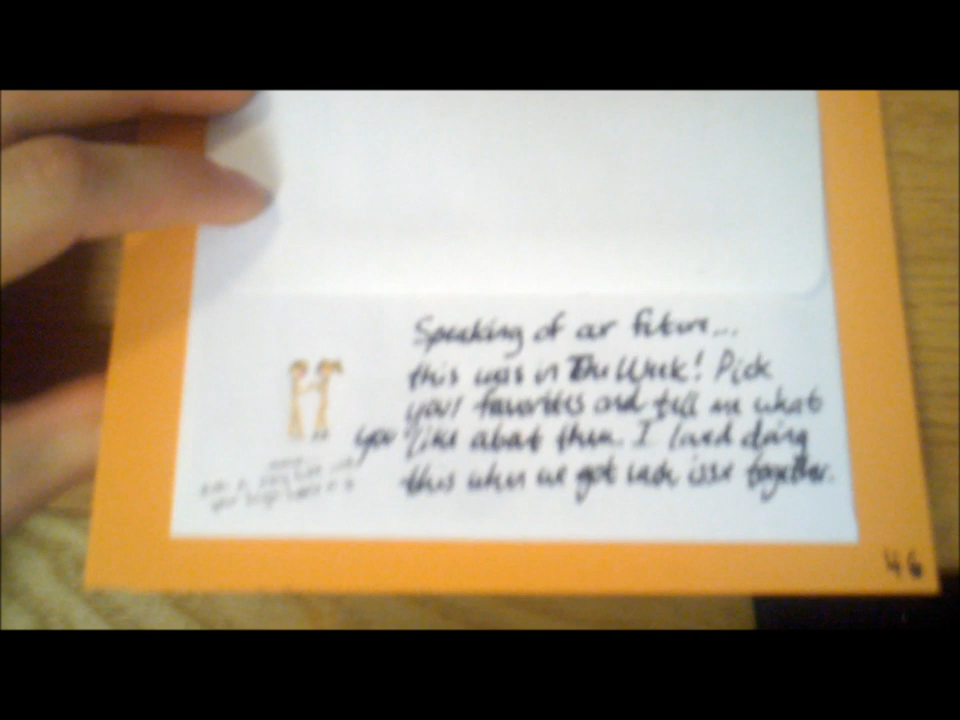 Speaking of our future...
this was in The Week! Pick
your favorites and tell me what
you like about them. I loved doing
this when we got each issue together.
46